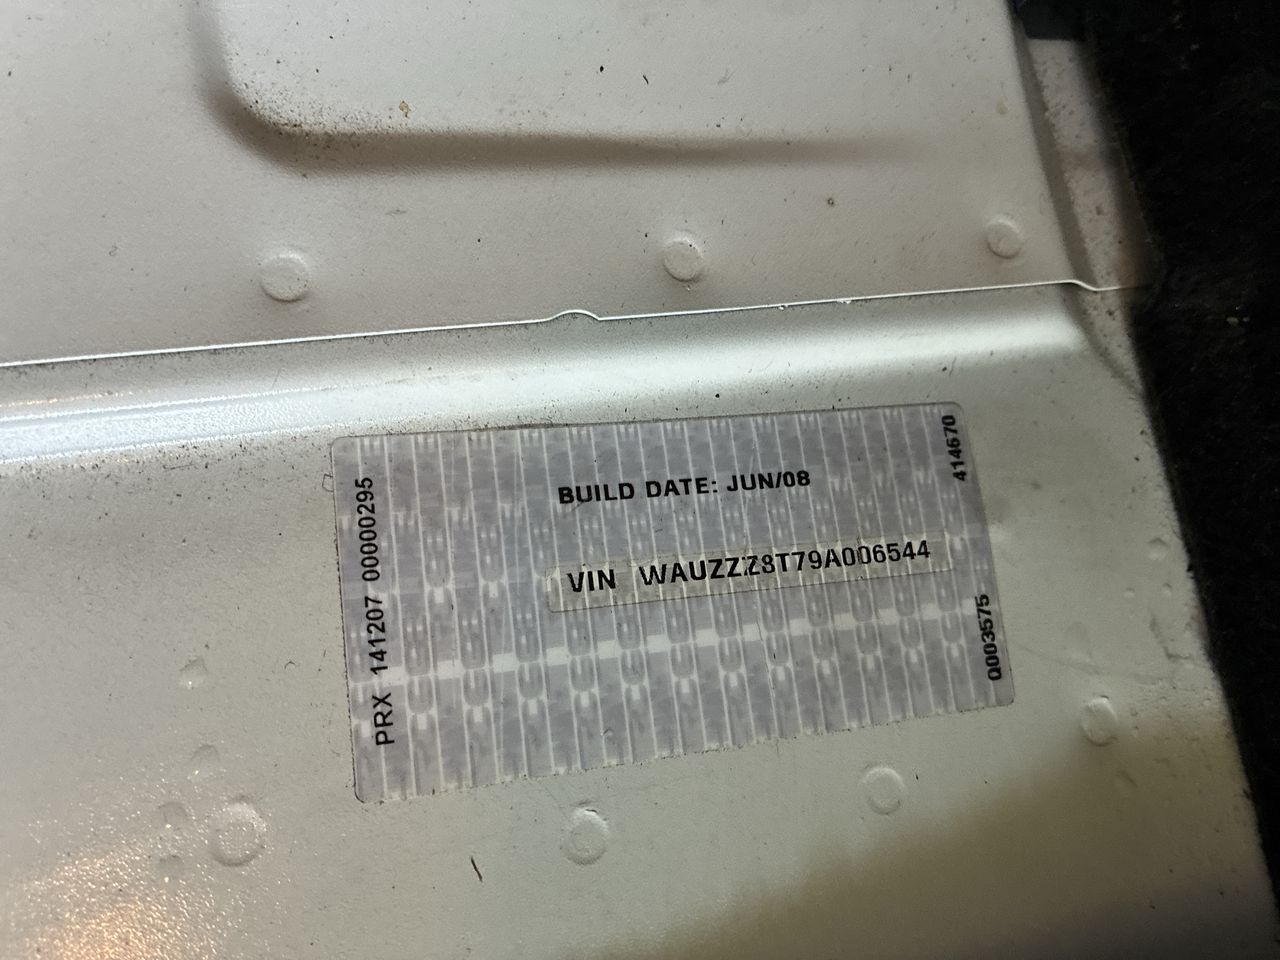 BUILD DATE: JUN/08
VIN WAUZZZ8T79A006544
PRX 141207 00000295
414670
Q003575